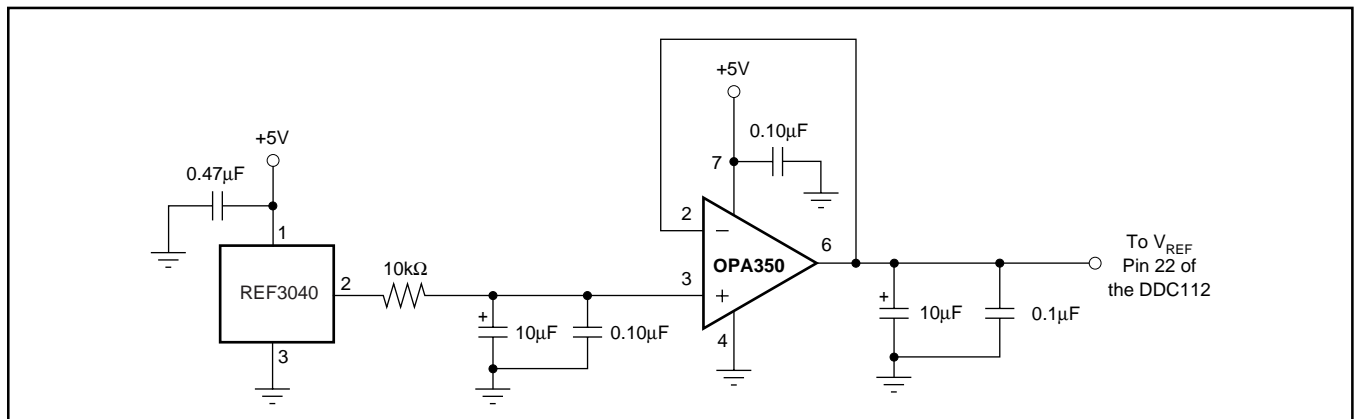 +5V
0.47µF
1
REF3040
2
3
10kΩ
+
10µF
0.10µF
+5V
7
0.10µF
2
−
OPA350
3
+
4
6
+
10µF
0.1µF
To VREF
Pin 22 of
the DDC112